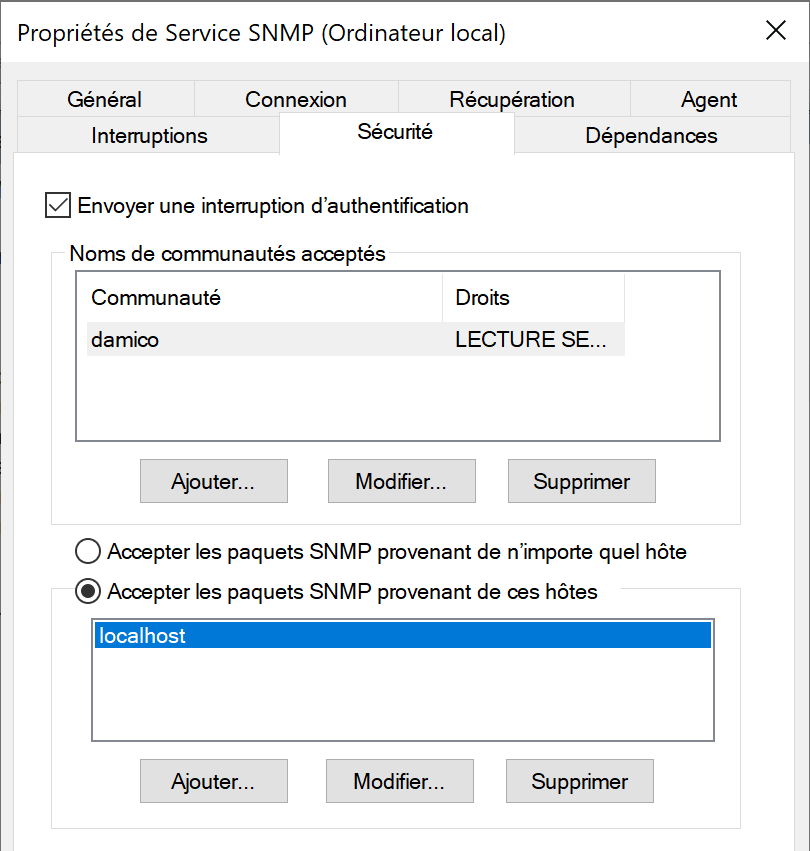 Propriétés de Service SNMP (Ordinateur local)
Général Connexion Récupération Agent
Interruptions Sécurité Dépendances
Envoyer une interruption d’authentification
Noms de communautés acceptés
Communauté Droits
damico LECTURE SE...
Ajouter... Modifier... Supprimer
Accepter les paquets SNMP provenant de n’importe quel hôte
Accepter les paquets SNMP provenant de ces hôtes
localhost
Ajouter... Modifier... Supprimer